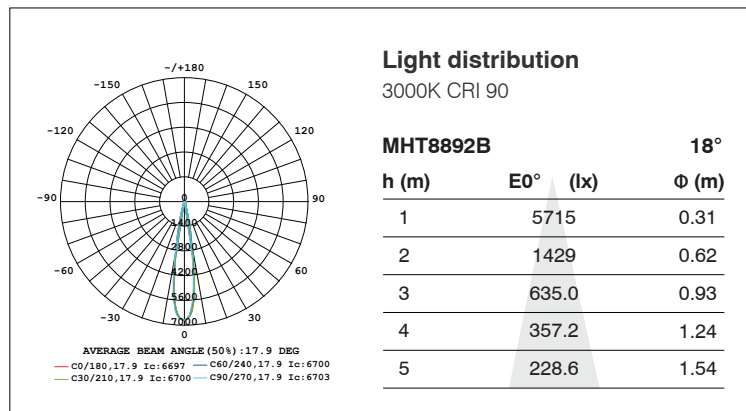 -/+180
-150 150
-120 120
-90 90
-60 60
-30 30
0
0
1400
2800
4200
5600
7000
AVERAGE BEAM ANGLE(50%):17.9 DEG
C0/180,17.9 Ic:6697 C60/240,17.9 Ic:6700
C30/210,17.9 Ic:6700 C90/270,17.9 Ic:6703
Light distribution
3000K CRI 90
MHT8892B 18°
h (m) E0° (lx) Φ (m)
1 5715 0.31
2 1429 0.62
3 635.0 0.93
4 357.2 1.24
5 228.6 1.54